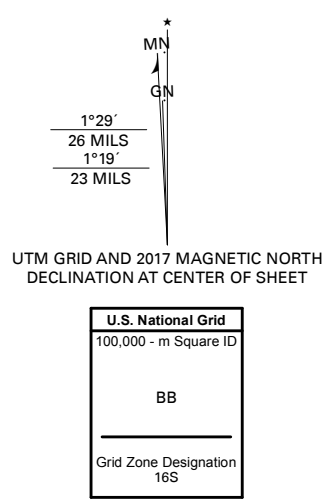 ★
MN
GN
1°29´
26 MILS
1°19´
23 MILS
UTM GRID AND 2017 MAGNETIC NORTH
DECLINATION AT CENTER OF SHEET
U.S. National Grid
100,000 - m Square ID
BB
Grid Zone Designation
16S